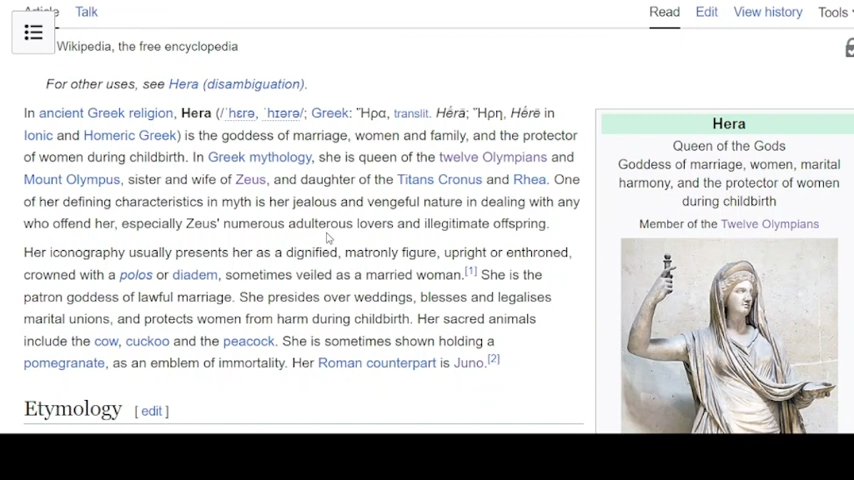 Article Talk Read Edit View history Tools
Wikipedia, the free encyclopedia
For other uses, see Hera (disambiguation).
In ancient Greek religion, Hera (/ˈhɛrə, ˈhɪərə/; Greek: Ἥρα, translit. Hḗrā; Ἥρη, Hḗrē in
Ionic and Homeric Greek) is the goddess of marriage, women and family, and the protector
of women during childbirth. In Greek mythology, she is queen of the twelve Olympians and
Mount Olympus, sister and wife of Zeus, and daughter of the Titans Cronus and Rhea. One
of her defining characteristics in myth is her jealous and vengeful nature in dealing with any
who offend her, especially Zeus' numerous adulterous lovers and illegitimate offspring.
Her iconography usually presents her as a dignified, matronly figure, upright or enthroned,
crowned with a polos or diadem, sometimes veiled as a married woman.[1] She is the
patron goddess of lawful marriage. She presides over weddings, blesses and legalises
marital unions, and protects women from harm during childbirth. Her sacred animals
include the cow, cuckoo and the peacock. She is sometimes shown holding a
pomegranate, as an emblem of immortality. Her Roman counterpart is Juno.[2]
Etymology [ edit ]
Hera
Queen of the Gods
Goddess of marriage, women, marital
harmony, and the protector of women
during childbirth
Member of the Twelve Olympians